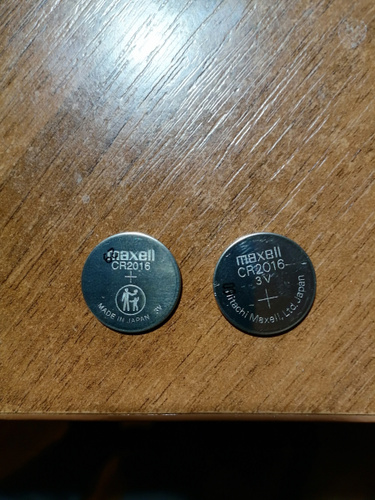 maxell
CR2016
+
MADE IN JAPAN 3V
maxell
CR2016
3V
+
Hitachi Maxell, Ltd. Japan